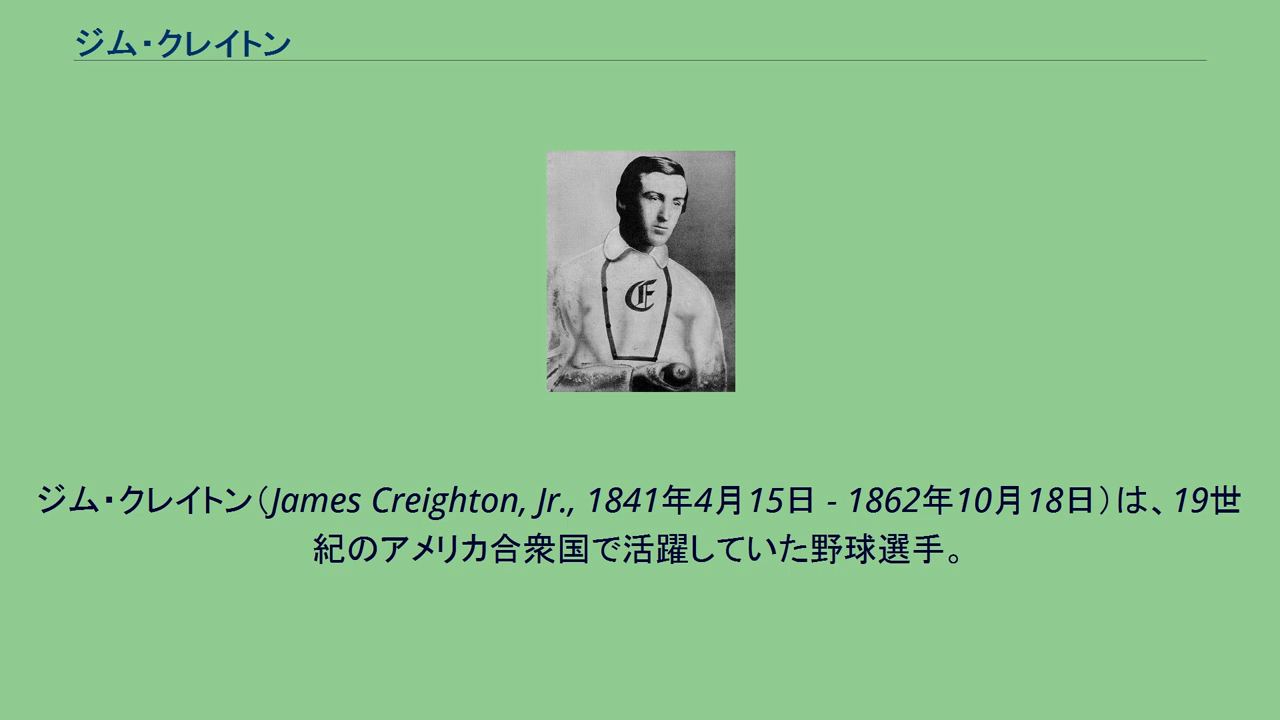 ジム・クレイトン
E
ジム・クレイトン（James Creighton, Jr., 1841年4月15日 - 1862年10月18日）は、19世
紀のアメリカ合衆国で活躍していた野球選手。